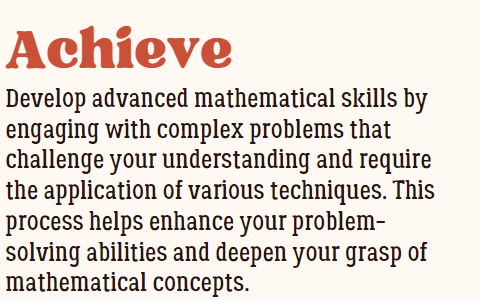 Achieve
Develop advanced mathematical skills by
engaging with complex problems that
challenge your understanding and require
the application of various techniques. This
process helps enhance your problem-
solving abilities and deepen your grasp of
mathematical concepts.